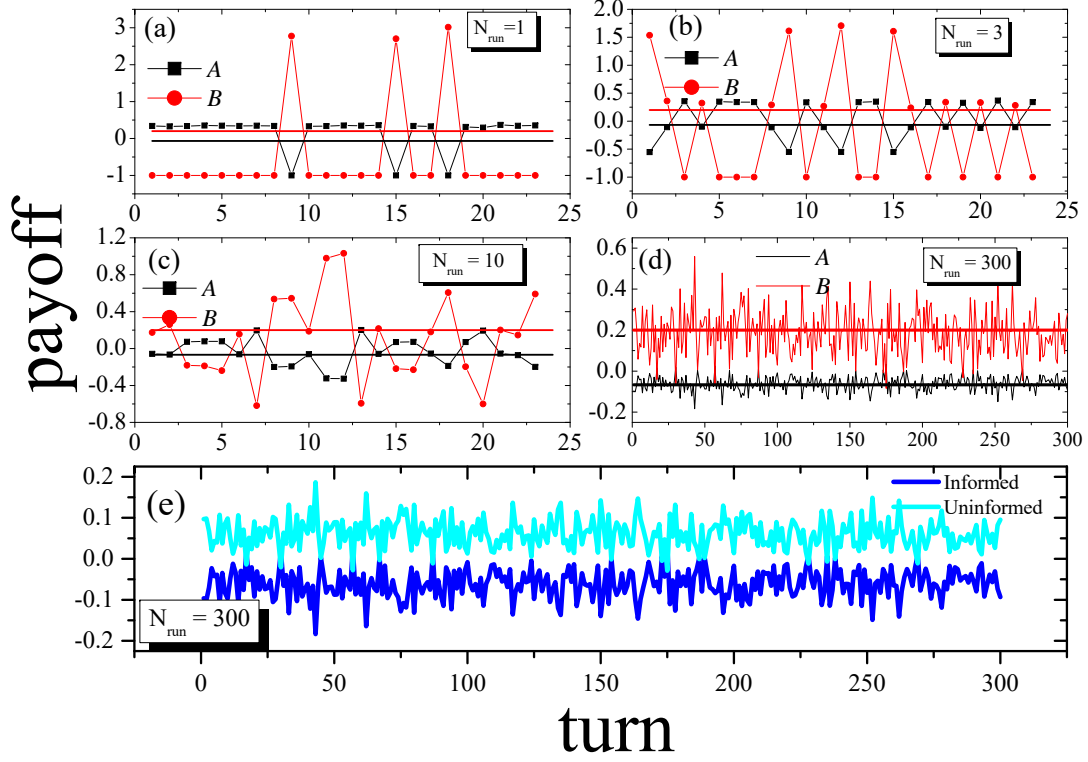 payoff
(a)
N_run=1
A
B
3
2
1
0
-1
0 5 10 15 20 25
(b)
N_run = 3
A
B
3.0
2.0
1.5
1.0
0.5
0.0
-0.5
-1.0
0 5 10 15 20 25
(c)
N_run = 10
A
B
1.2
0.8
0.4
0.0
-0.4
-0.8
0 5 10 15 20 25
(d)
N_run = 300
A
B
0.6
0.4
0.2
0.0
-0.2
0 50 100 150 200 250 300
(e)
Informed
Uninformed
N_run = 300
0.2
0.1
0.0
-0.1
-0.2
0 50 100 150 200 250 300
turn